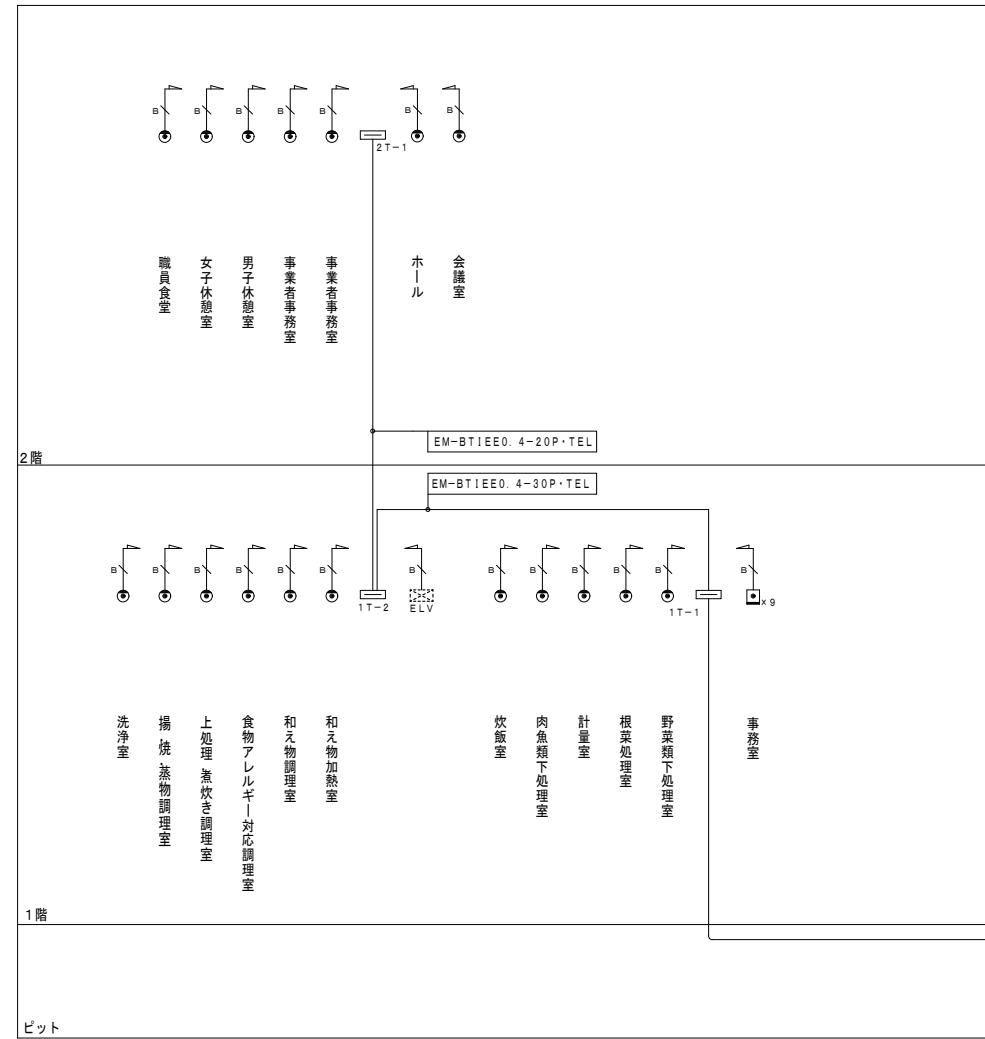 B
B
B
B
B
B
B
2T-1
職員食堂
女子休憩室
男子休憩室
事業者事務室
事業者事務室
ホール
会議室
EM-BTIEE0.4-20P・TEL
2階
EM-BTIEE0.4-30P・TEL
B
B
B
B
B
B
B
B
B
B
B
B
B
1T-2
ELV
1T-1
×9
洗浄室
揚・焼・蒸物調理室
上処理・煮炊き調理室
食物アレルギー対応調理室
和え物調理室
和え物加熱室
炊飯室
肉魚類下処理室
計量室
根菜処理室
野菜類下処理室
事務室
1階
ピット